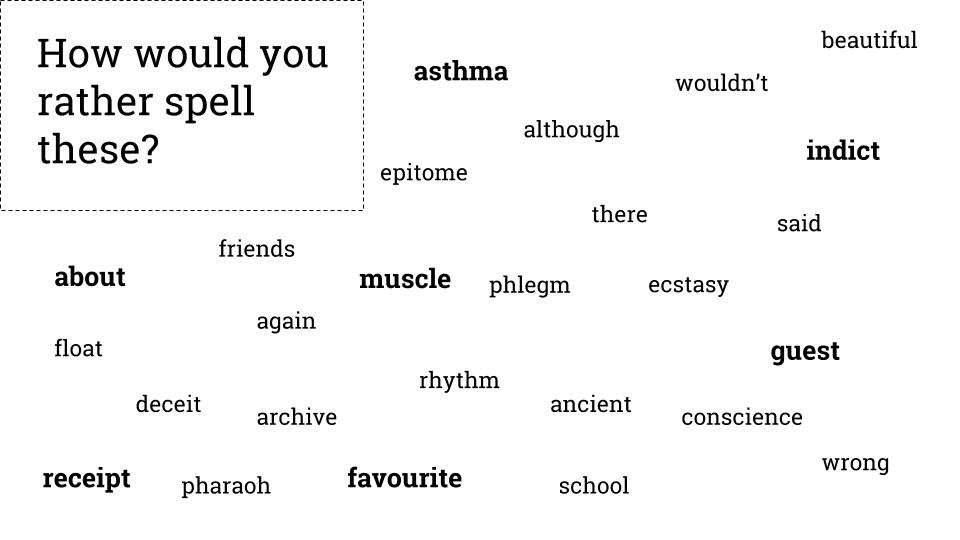 How would you
rather spell
these?
beautiful
asthma
wouldn’t
although
indict
epitome
there
said
friends
about
muscle
phlegm
ecstasy
again
float
guest
rhythm
deceit
archive
ancient
conscience
wrong
receipt
pharaoh
favourite
school